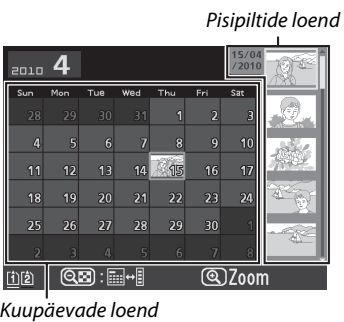 Pisipiltide loend
2010 4
15/04
/2010
Sun Mon Tue Wed Thu Fri Sat
28 29 30 31 1 2 3
4 5 6 7 8 9 10
11 12 13 14 15 16 17
18 19 20 21 22 23 24
25 26 27 28 29 30 1
2 3 4 5 6 7 8
1 2 : Zoom
Kuupäevade loend